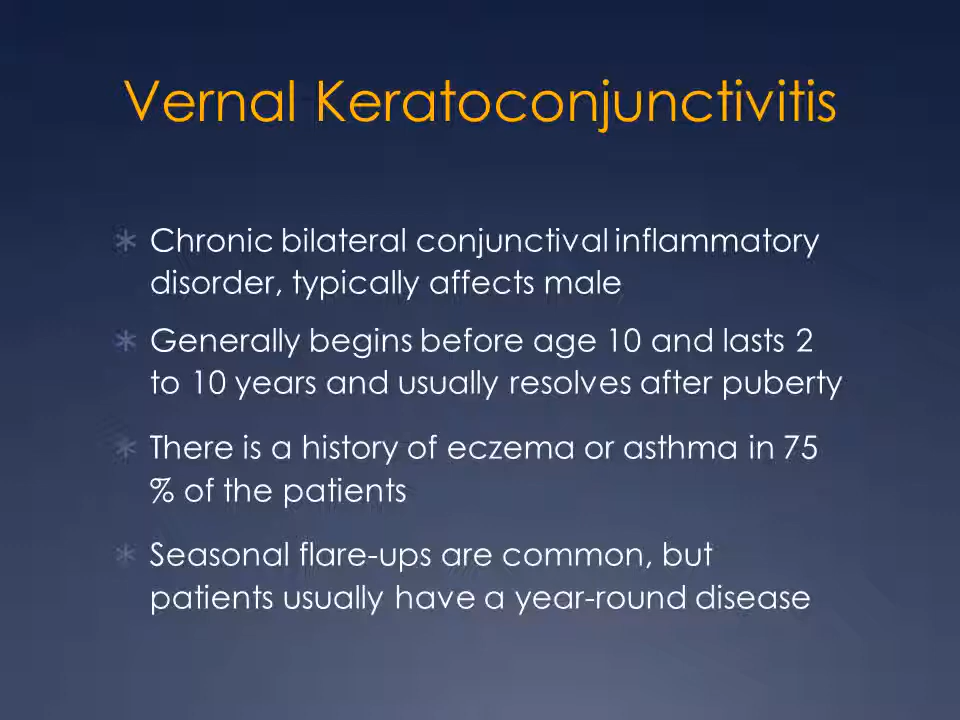 Vernal Keratoconjunctivitis
Chronic bilateral conjunctival inflammatory
disorder, typically affects male
Generally begins before age 10 and lasts 2
to 10 years and usually resolves after puberty
There is a history of eczema or asthma in 75
% of the patients
Seasonal flare-ups are common, but
patients usually have a year-round disease